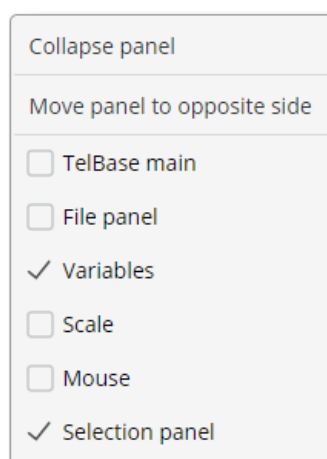 Collapse panel
Move panel to opposite side
TelBase main
File panel
Variables
Scale
Mouse
Selection panel